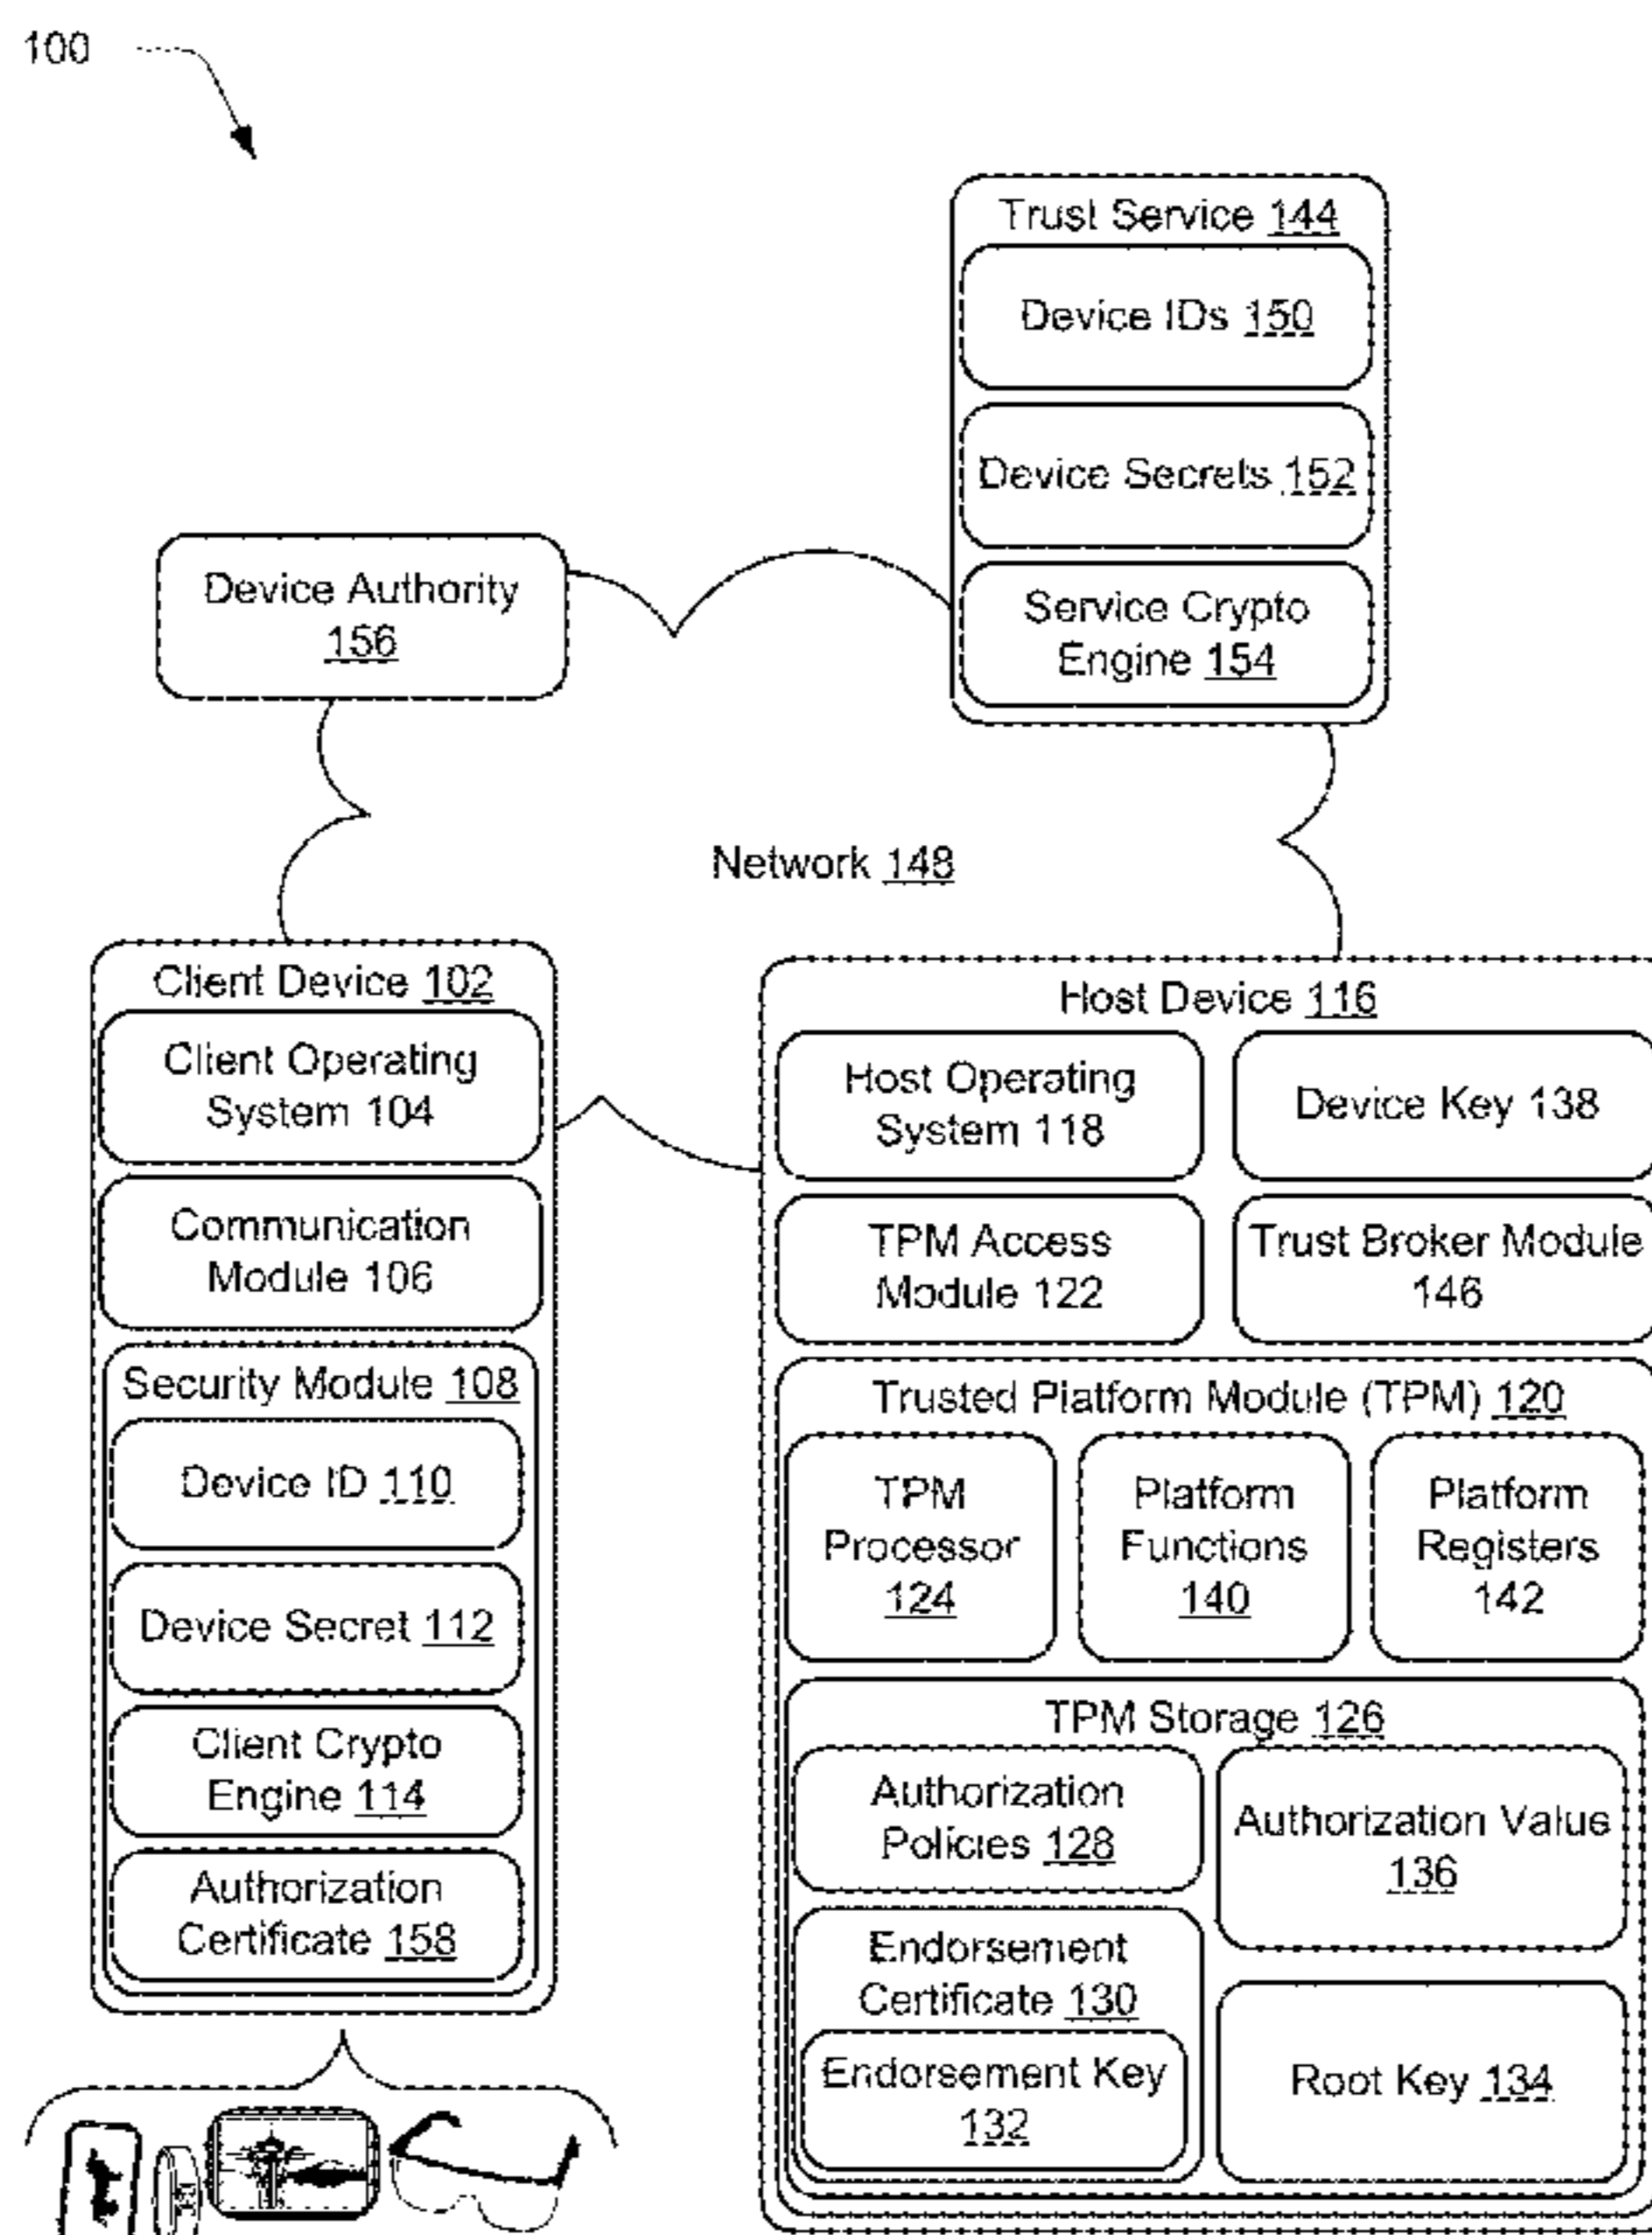 100
Trust Service 144
Device IDs 150
Device Secrets 152
Service Crypto
Engine 154
Device Authority
156
Network 148
Client Device 102
Client Operating
System 104
Communication
Module 106
Security Module 108
Device ID 110
Device Secret 112
Client Crypto
Engine 114
Authorization
Certificate 158
Host Device 116
Host Operating
System 118
Device Key 138
TPM Access
Module 122
Trust Broker Module
146
Trusted Platform Module (TPM) 120
TPM
Processor
124
Platform
Functions
140
Platform
Registers
142
TPM Storage 126
Authorization
Policies 128
Authorization Value
136
Endorsement
Certificate 130
Endorsement Key
132
Root Key 134